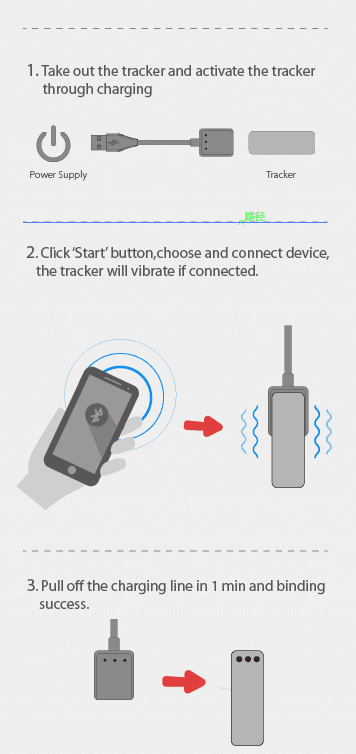 1. Take out the tracker and activate the tracker
through charging
Power Supply
Tracker
路径
2. Click 'Start' button,choose and connect device,
the tracker will vibrate if connected.
3. Pull off the charging line in 1 min and binding
success.